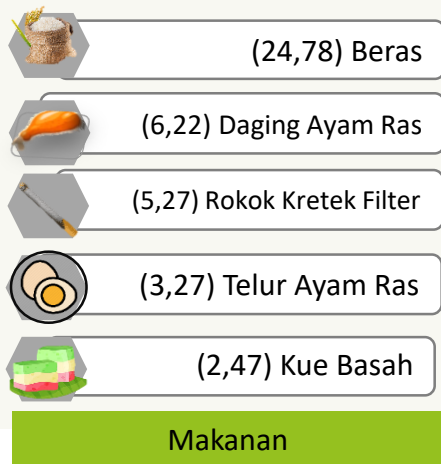 (24,78) Beras
(6,22) Daging Ayam Ras
(5,27) Rokok Kretek Filter
(3,27) Telur Ayam Ras
(2,47) Kue Basah
Makanan